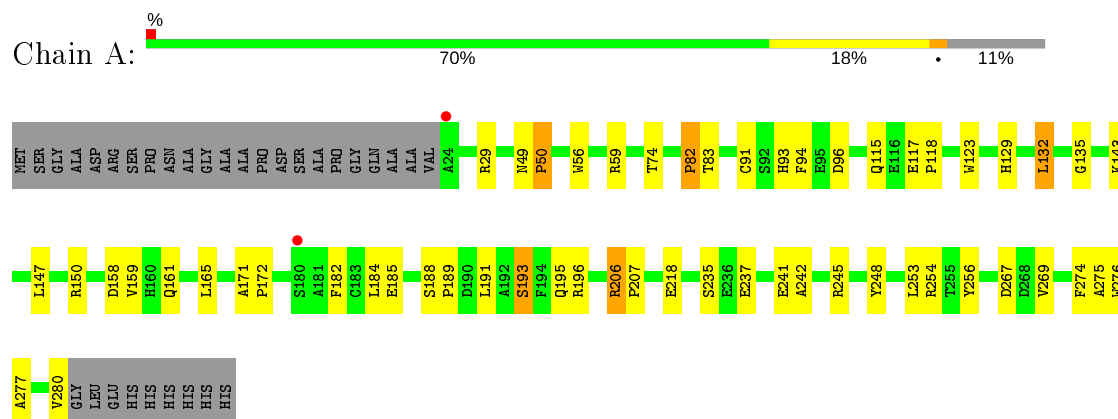 %
Chain A:
70% 18% • 11%
MET SER GLY ALA ASP ARG SER PRO ASN ALA GLY ALA ALA PRO ASP SER ALA PRO GLY GLN ALA ALA VAL A24 R29 N49 P50 W56 R59 T74 P82 T83 C91 S92 H93 F94 E95 D96 Q115 E116 E117 P118 W123 H129 L132 G135 K143
L147 R150 D158 V159 H160 Q161 L165 A171 P172 S180 A181 F182 C183 L184 E185 S188 P189 D190 L191 A192 S193 F194 Q195 R196 R206 P207 E218 S235 E236 E237 E241 A242 R245 Y248 L253 R254 T255 Y256 D267 D268 V269 F274 A275 W276
A277 V280 GLY LEU GLU HIS HIS HIS HIS HIS HIS